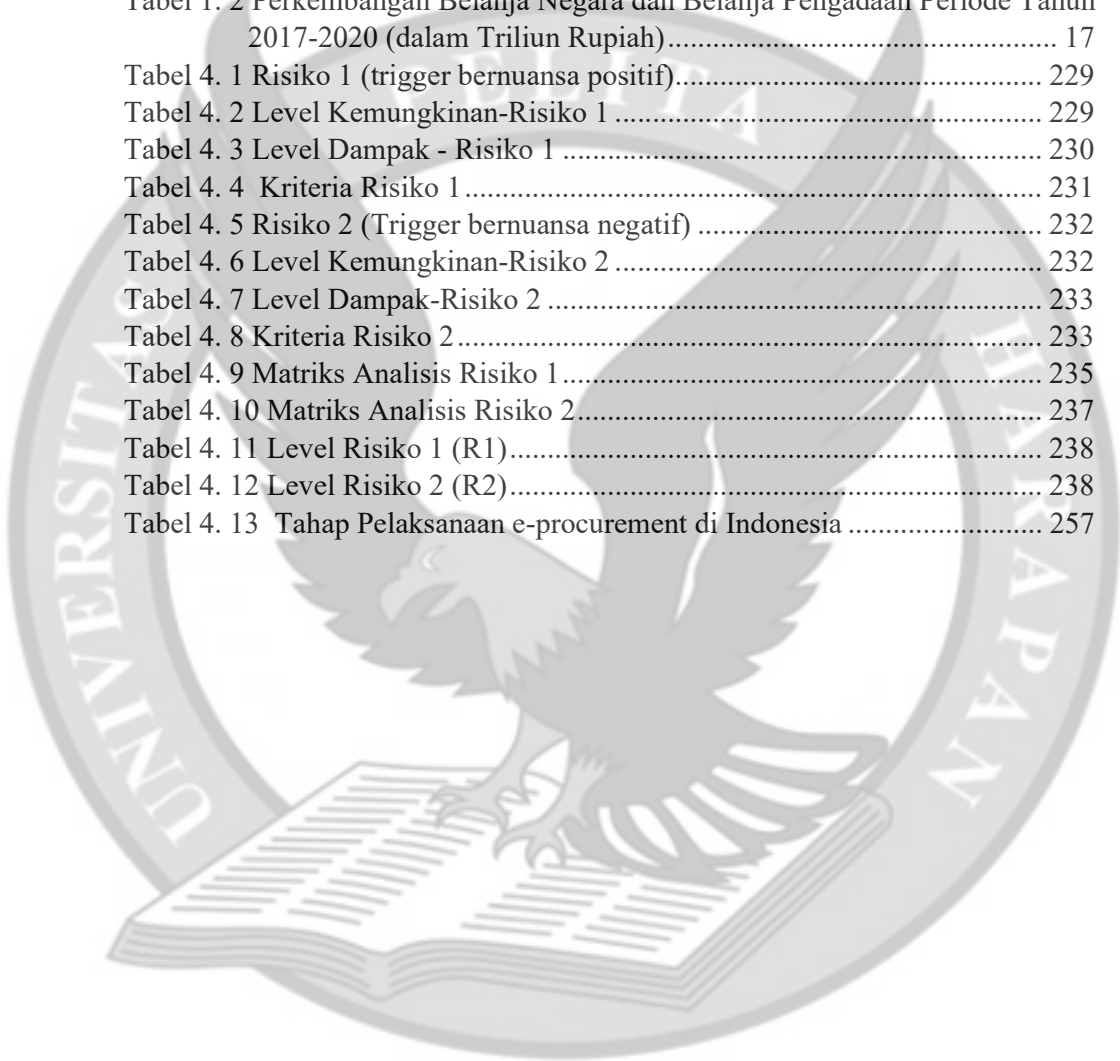 Tabel 1. 2 Perkembangan Belanja Negara dan Belanja Pengadaan Periode Tahun
2017-2020 (dalam Triliun Rupiah)............................................................ 17
Tabel 4. 1 Risiko 1 (trigger bernuansa positif)..................................................... 229
Tabel 4. 2 Level Kemungkinan-Risiko 1 ............................................................. 229
Tabel 4. 3 Level Dampak - Risiko 1 .................................................................... 230
Tabel 4. 4  Kriteria Risiko 1................................................................................. 231
Tabel 4. 5 Risiko 2 (Trigger bernuansa negatif) ................................................... 232
Tabel 4. 6 Level Kemungkinan-Risiko 2 ............................................................. 232
Tabel 4. 7 Level Dampak-Risiko 2 ...................................................................... 233
Tabel 4. 8 Kriteria Risiko 2.................................................................................. 233
Tabel 4. 9 Matriks Analisis Risiko 1.................................................................... 235
Tabel 4. 10 Matriks Analisis Risiko 2.................................................................. 237
Tabel 4. 11 Level Risiko 1 (R1)........................................................................... 238
Tabel 4. 12 Level Risiko 2 (R2)........................................................................... 238
Tabel 4. 13  Tahap Pelaksanaan e-procurement di Indonesia ........................ 257
UNIVERSITAS PELITA HARAPAN